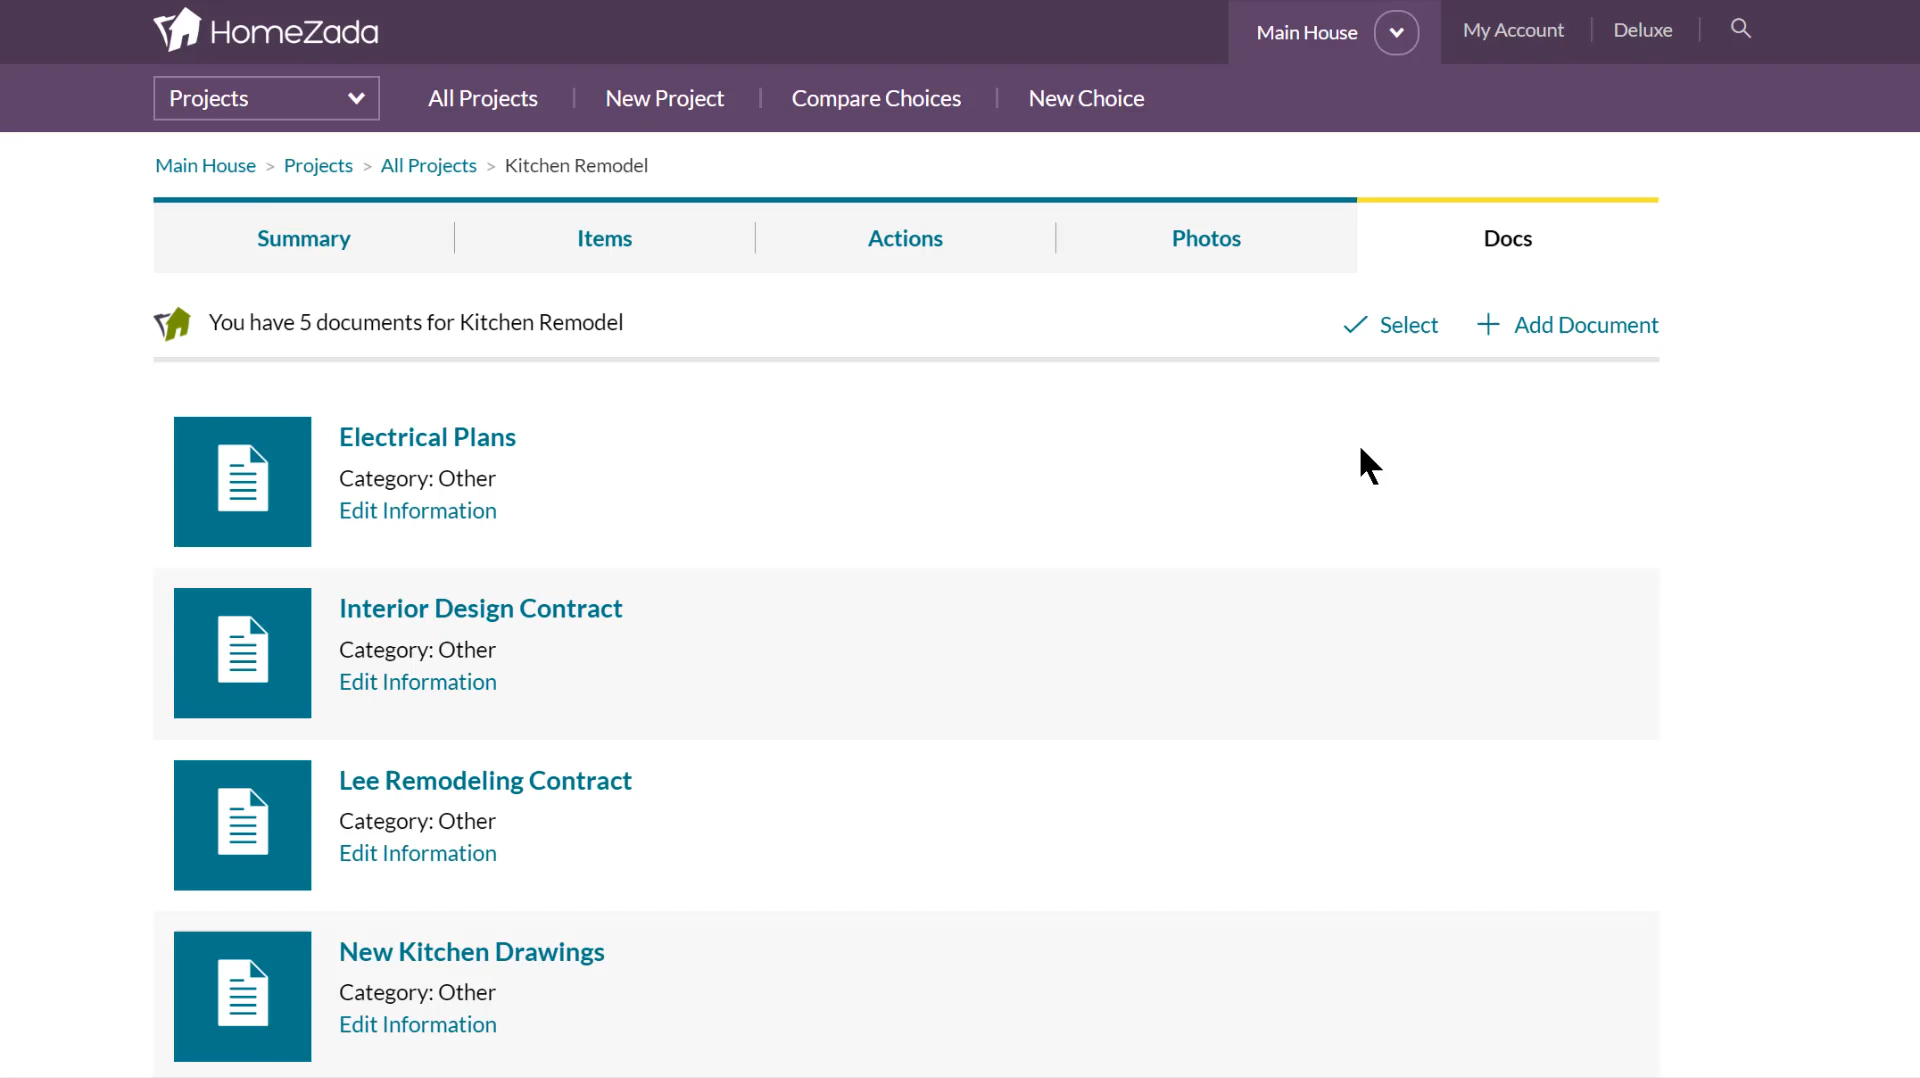 HomeZada
Main House
My Account
Deluxe
Projects
All Projects
New Project
Compare Choices
New Choice
Main House > Projects > All Projects > Kitchen Remodel
Summary
Items
Actions
Photos
Docs
You have 5 documents for Kitchen Remodel
Select
Add Document
Electrical Plans
Category: Other
Edit Information
Interior Design Contract
Category: Other
Edit Information
Lee Remodeling Contract
Category: Other
Edit Information
New Kitchen Drawings
Category: Other
Edit Information